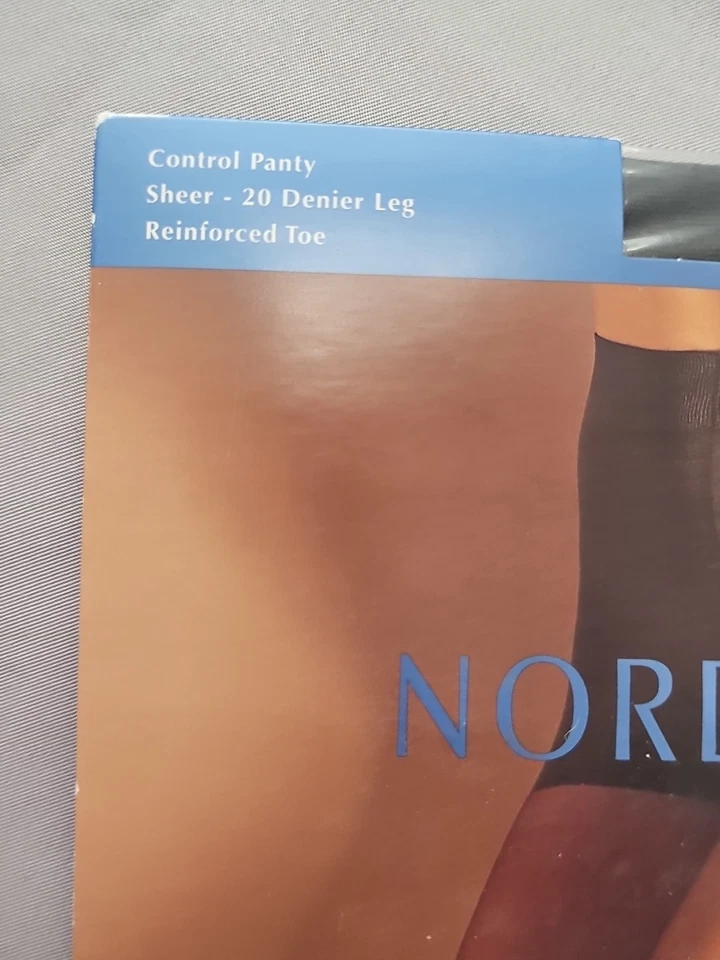 Control Panty
Sheer - 20 Denier Leg
Reinforced Toe
NORD